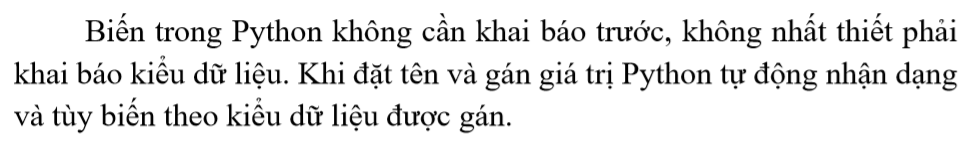 Biến trong Python không cần khai báo trước, không nhất thiết phải
khai báo kiểu dữ liệu. Khi đặt tên và gán giá trị Python tự động nhận dạng
và tùy biến theo kiểu dữ liệu được gán.